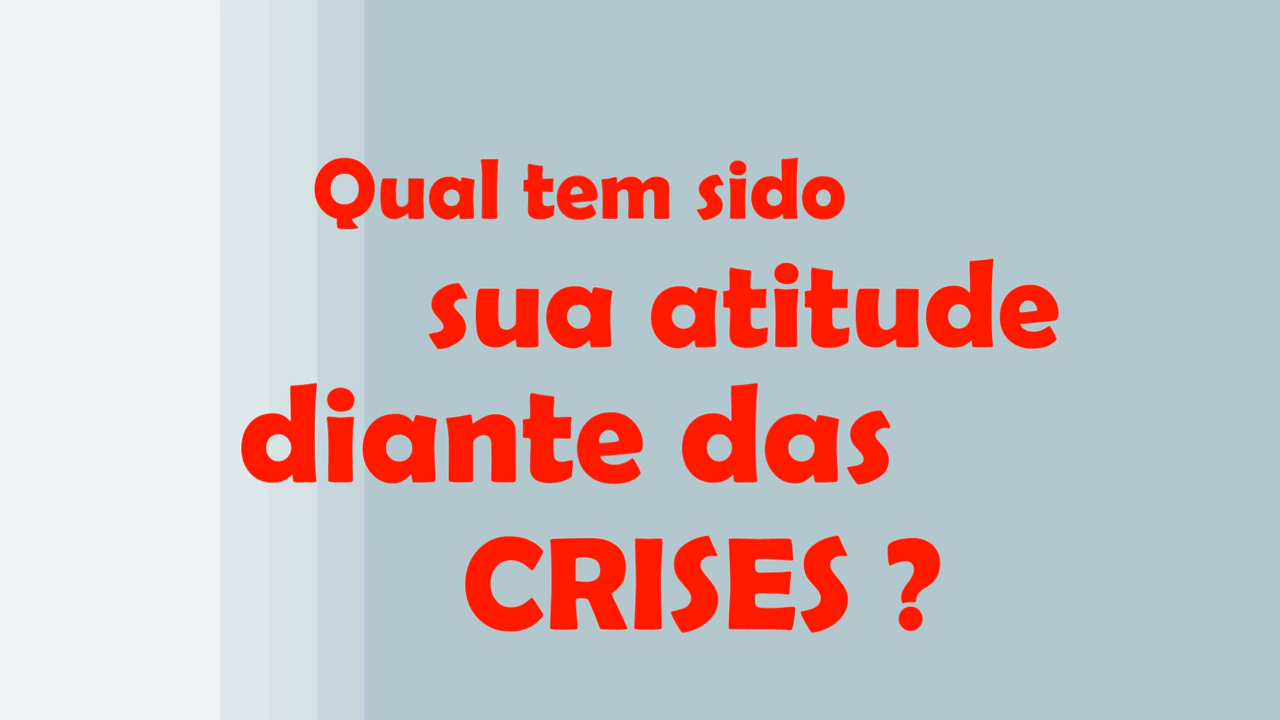 Qual tem sido
sua atitude
diante das
CRISES ?